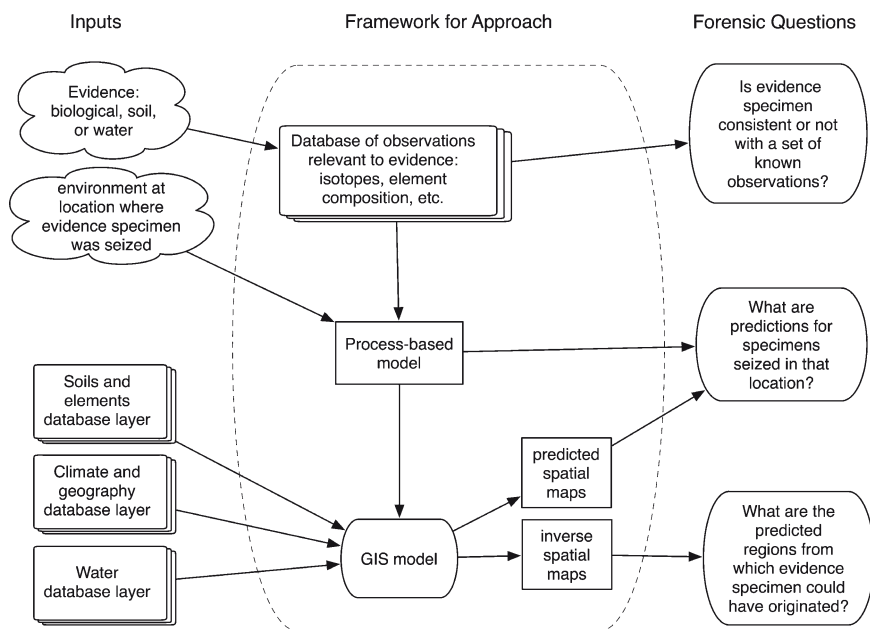 Inputs
Framework for Approach
Forensic Questions
Evidence:
biological, soil,
or water
Database of observations
relevant to evidence:
isotopes, element
composition, etc.
Is evidence
specimen
consistent or not
with a set of
known
observations?
environment at
location where
evidence specimen
was seized
Process-based
model
What are
predictions for
specimens
seized in that
location?
Soils and
elements
database layer
Climate and
geography
database layer
Water
database layer
GIS model
predicted
spatial
maps
inverse
spatial
maps
What are the
predicted
regions from
which evidence
specimen could
have originated?